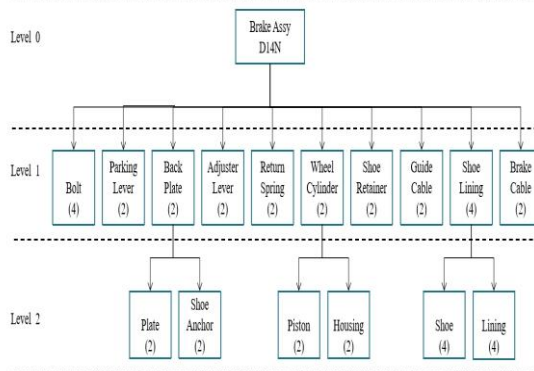 Level 0
Brake Assy
D14N
Level 1
Bolt
(4)
Parking
Lever
(2)
Back
Plate
(2)
Adjuster
Lever
(2)
Return
Spring
(2)
Wheel
Cylinder
(2)
Shoe
Retainer
(2)
Guide
Cable
(2)
Shoe
Lining
(4)
Brake
Cable
(2)
Level 2
Plate
(2)
Shoe
Anchor
(2)
Piston
(2)
Housing
(2)
Shoe
(4)
Lining
(4)